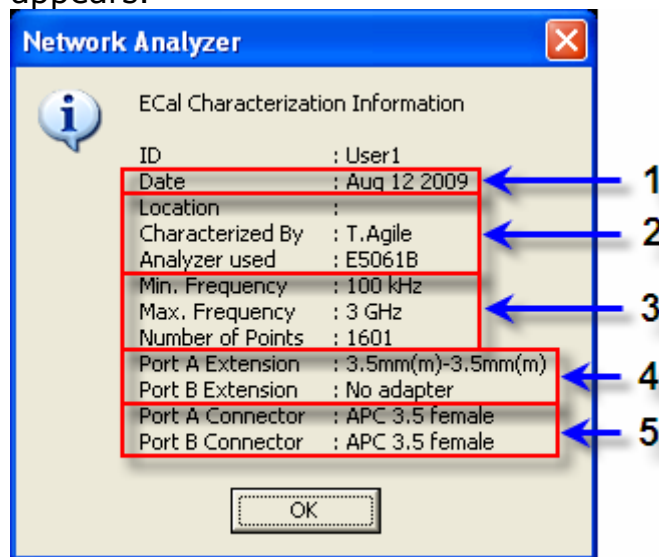 appears.
Network Analyzer
ECal Characterization Information
ID : User1
Date : Aug 12 2009 1
Location :
Characterized By : T.Agile 2
Analyzer used : E5061B
Min. Frequency : 100 kHz
Max. Frequency : 3 GHz 3
Number of Points : 1601
Port A Extension : 3.5mm(m)-3.5mm(m) 4
Port B Extension : No adapter
Port A Connector : APC 3.5 female 5
Port B Connector : APC 3.5 female
OK